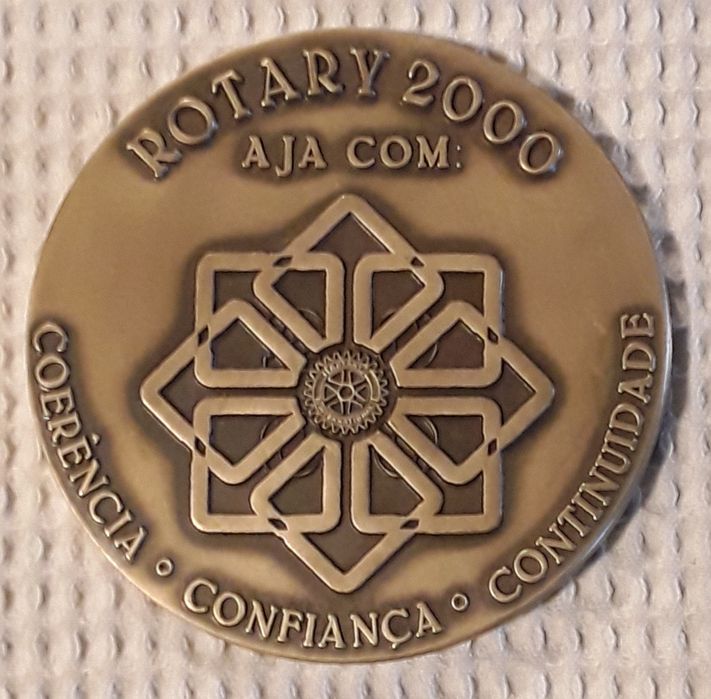 ROTARY 2000
AJA COM:
COERÊNCIA • CONFIANÇA • CONTINUIDADE